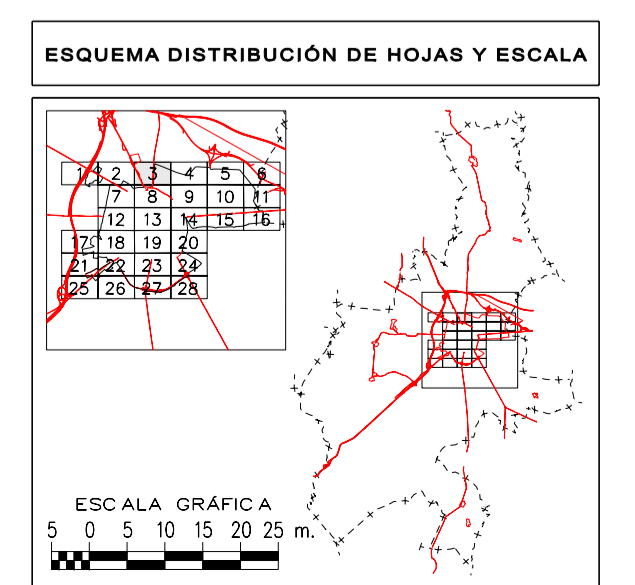 ESQUEMA DISTRIBUCIÓN DE HOJAS Y ESCALA
1 2 3 4 5 6
7 8 9 10 11
12 13 14 15 16
17 18 19 20
21 22 23 24
25 26 27 28
ESCALA GRÁFICA
5 0 5 10 15 20 25 m.